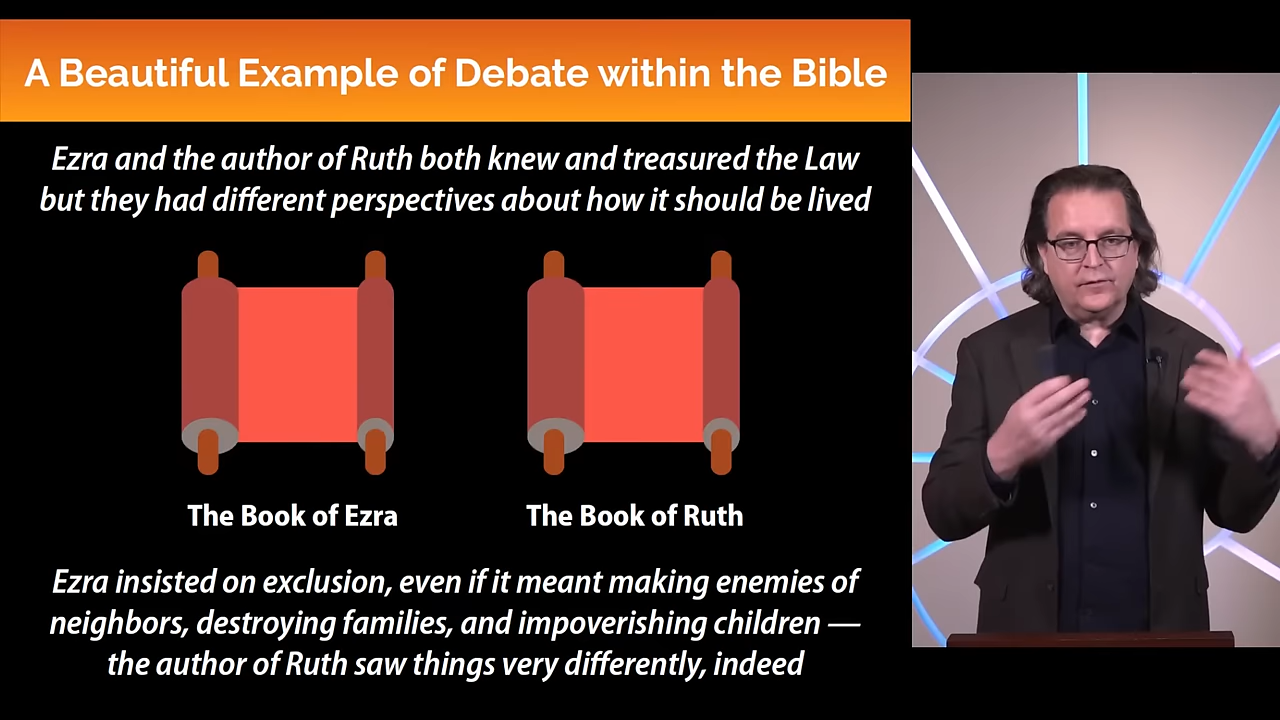 A Beautiful Example of Debate within the Bible
Ezra and the author of Ruth both knew and treasured the Law
but they had different perspectives about how it should be lived
The Book of Ezra
The Book of Ruth
Ezra insisted on exclusion, even if it meant making enemies of
neighbors, destroying families, and impoverishing children —
the author of Ruth saw things very differently, indeed